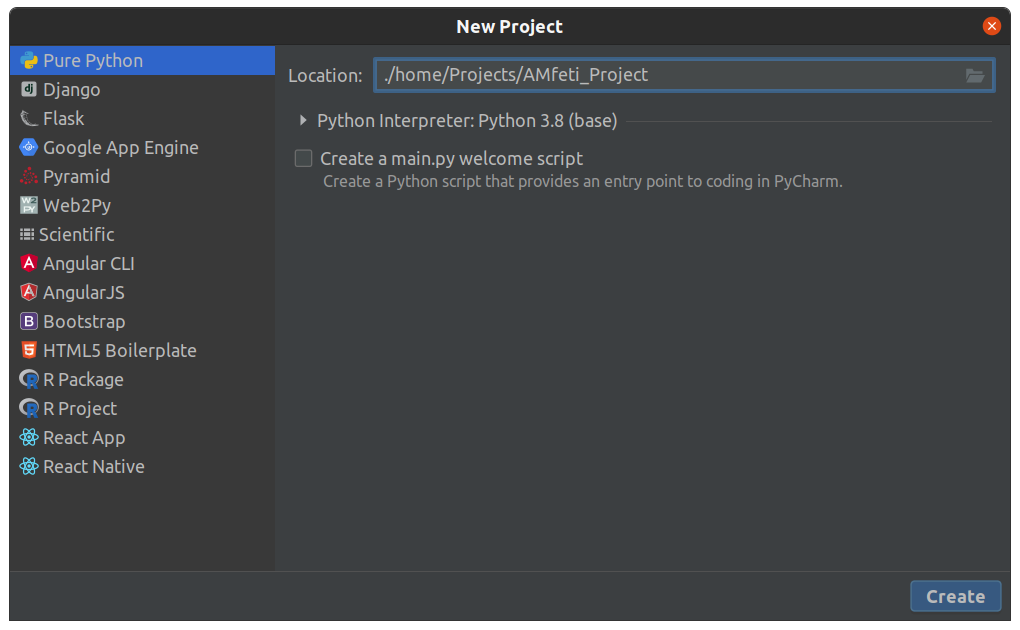 New Project
Pure Python
Django
Flask
Google App Engine
Pyramid
Web2Py
Scientific
Angular CLI
AngularJS
Bootstrap
HTML5 Boilerplate
R Package
R Project
React App
React Native
Location: ./home/Projects/AMfeti_Project
Python Interpreter: Python 3.8 (base)
Create a main.py welcome script
Create a Python script that provides an entry point to coding in PyCharm.
Create